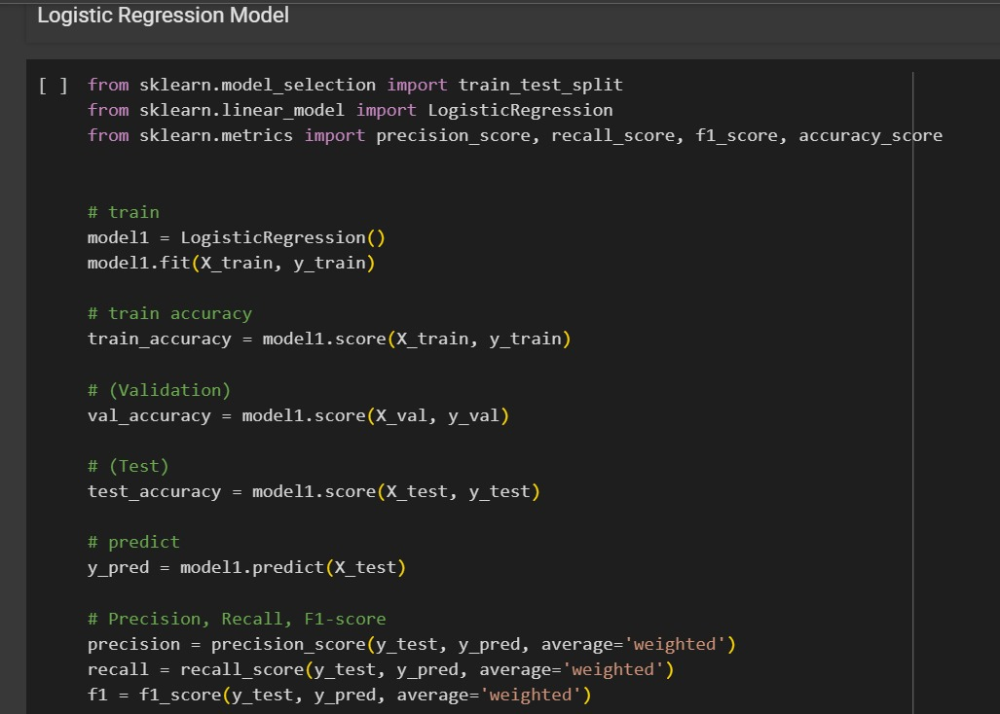 Logistic Regression Model
[ ] from sklearn.model_selection import train_test_split
from sklearn.linear_model import LogisticRegression
from sklearn.metrics import precision_score, recall_score, f1_score, accuracy_score
# train
model1 = LogisticRegression()
model1.fit(X_train, y_train)
# train accuracy
train_accuracy = model1.score(X_train, y_train)
# (Validation)
val_accuracy = model1.score(X_val, y_val)
# (Test)
test_accuracy = model1.score(X_test, y_test)
# predict
y_pred = model1.predict(X_test)
# Precision, Recall, F1-score
precision = precision_score(y_test, y_pred, average='weighted')
recall = recall_score(y_test, y_pred, average='weighted')
f1 = f1_score(y_test, y_pred, average='weighted')